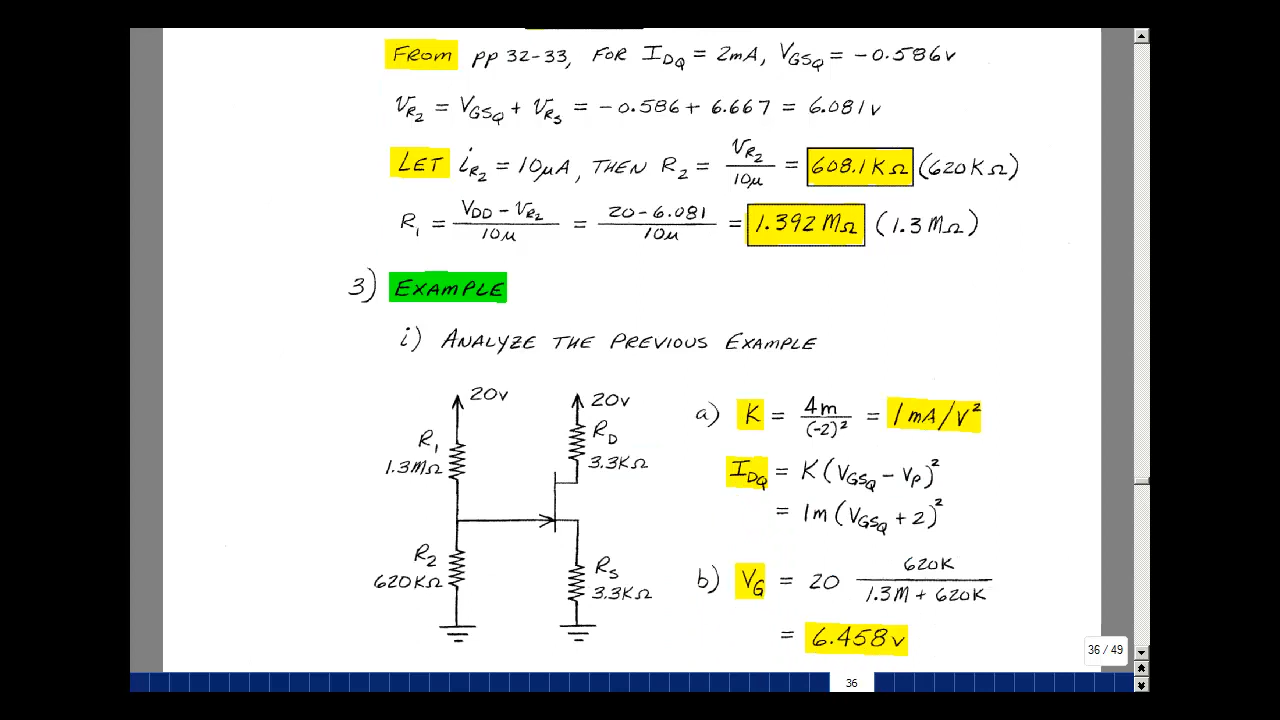 FROM pp 32-33, FOR I_DQ = 2mA, V_GSQ = -0.586v
V_R2 = V_GSQ + V_RS = -0.586 + 6.667 = 6.081v
LET i_R2 = 10μA, THEN R2 = V_R2 / 10μ = 608.1KΩ (620KΩ)
R1 = (V_DD - V_R2) / 10μ = (20 - 6.081) / 10μ = 1.392MΩ (1.3MΩ)
3) EXAMPLE
i) ANALYZE THE PREVIOUS EXAMPLE
20v
20v
R1
1.3MΩ
RD
3.3KΩ
R2
620KΩ
RS
3.3KΩ
a) K = 4m / (-2)² = 1mA/V²
I_DQ = K(V_GSQ - V_P)²
= 1m(V_GSQ + 2)²
b) V_G = 20 620K / (1.3M + 620K)
= 6.458v
36 / 49
36